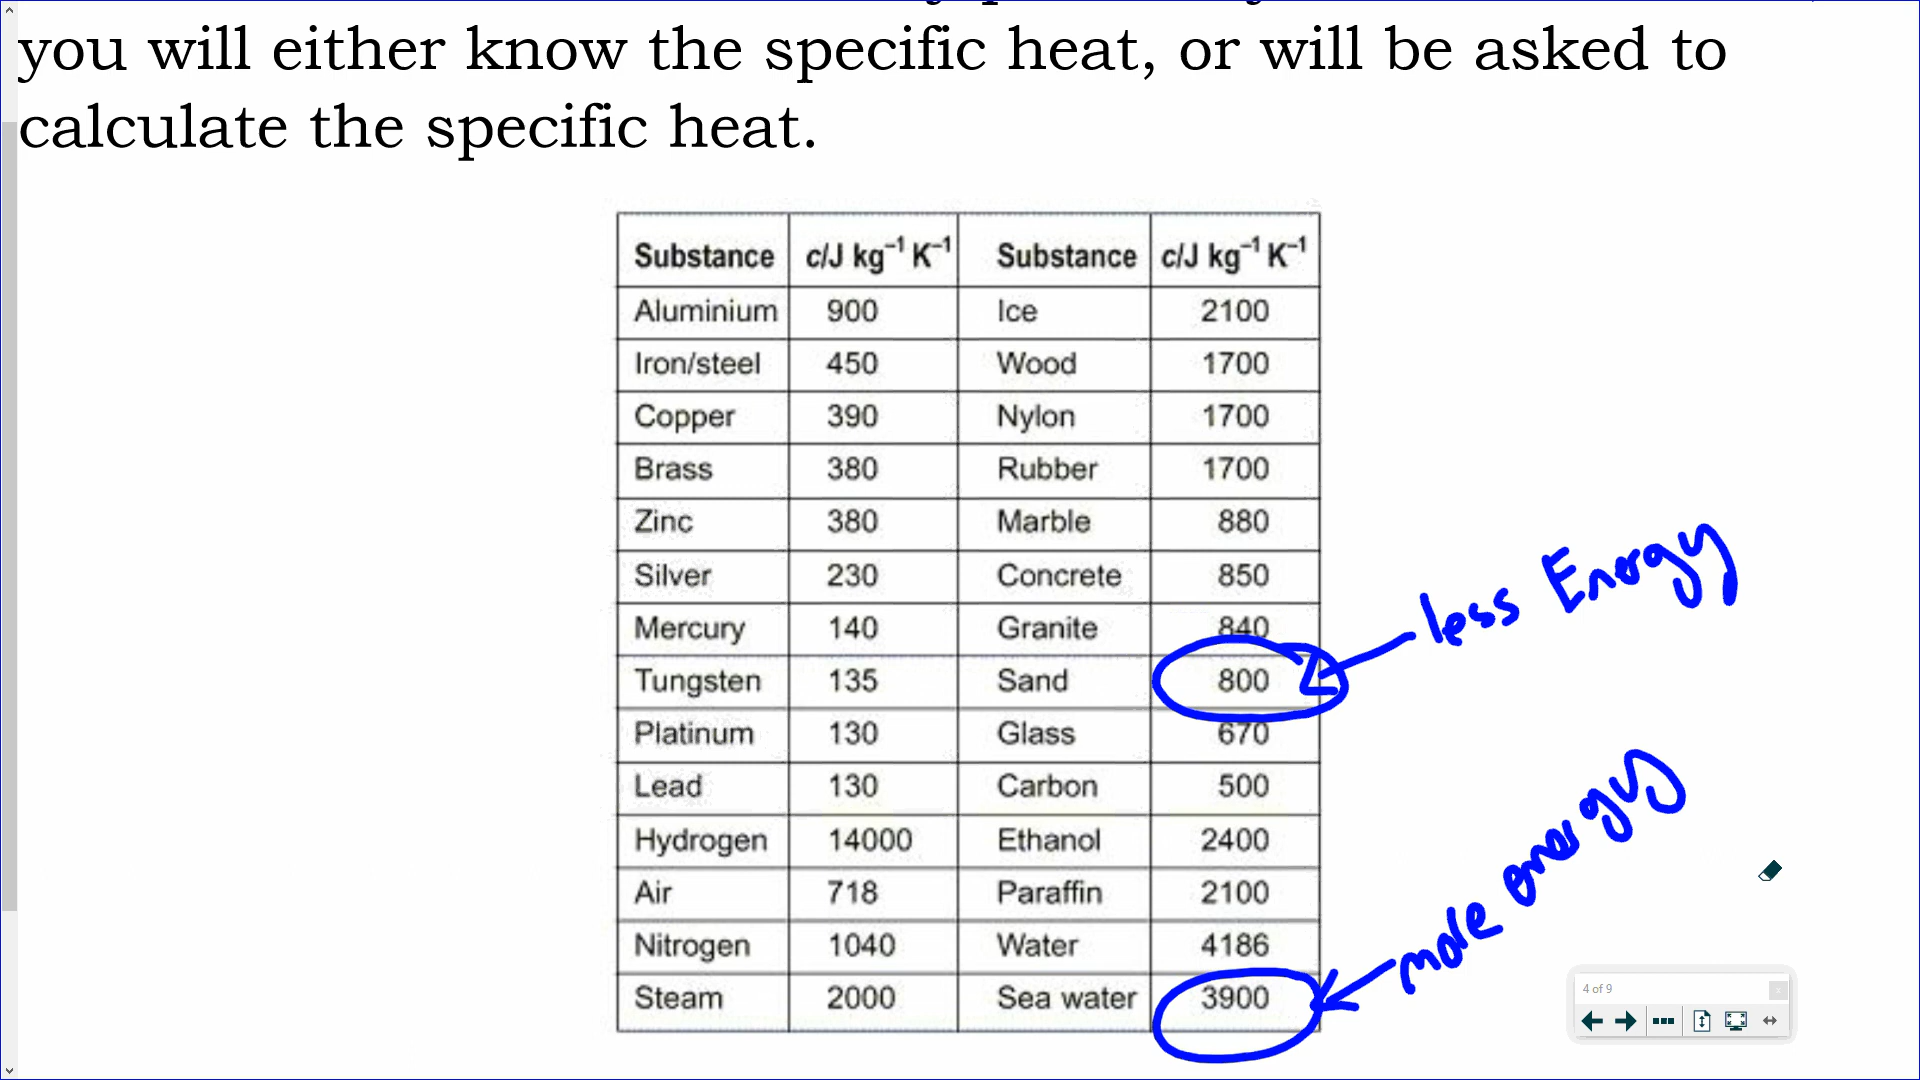 you will either know the specific heat, or will be asked to
calculate the specific heat.
Substance c/J kg⁻¹ K⁻¹ Substance c/J kg⁻¹ K⁻¹
Aluminium 900 Ice 2100
Iron/steel 450 Wood 1700
Copper 390 Nylon 1700
Brass 380 Rubber 1700
Zinc 380 Marble 880
Silver 230 Concrete 850
Mercury 140 Granite 840
Tungsten 135 Sand 800
Platinum 130 Glass 670
Lead 130 Carbon 500
Hydrogen 14000 Ethanol 2400
Air 718 Paraffin 2100
Nitrogen 1040 Water 4186
Steam 2000 Sea water 3900
less Energy
more energy
4 of 9